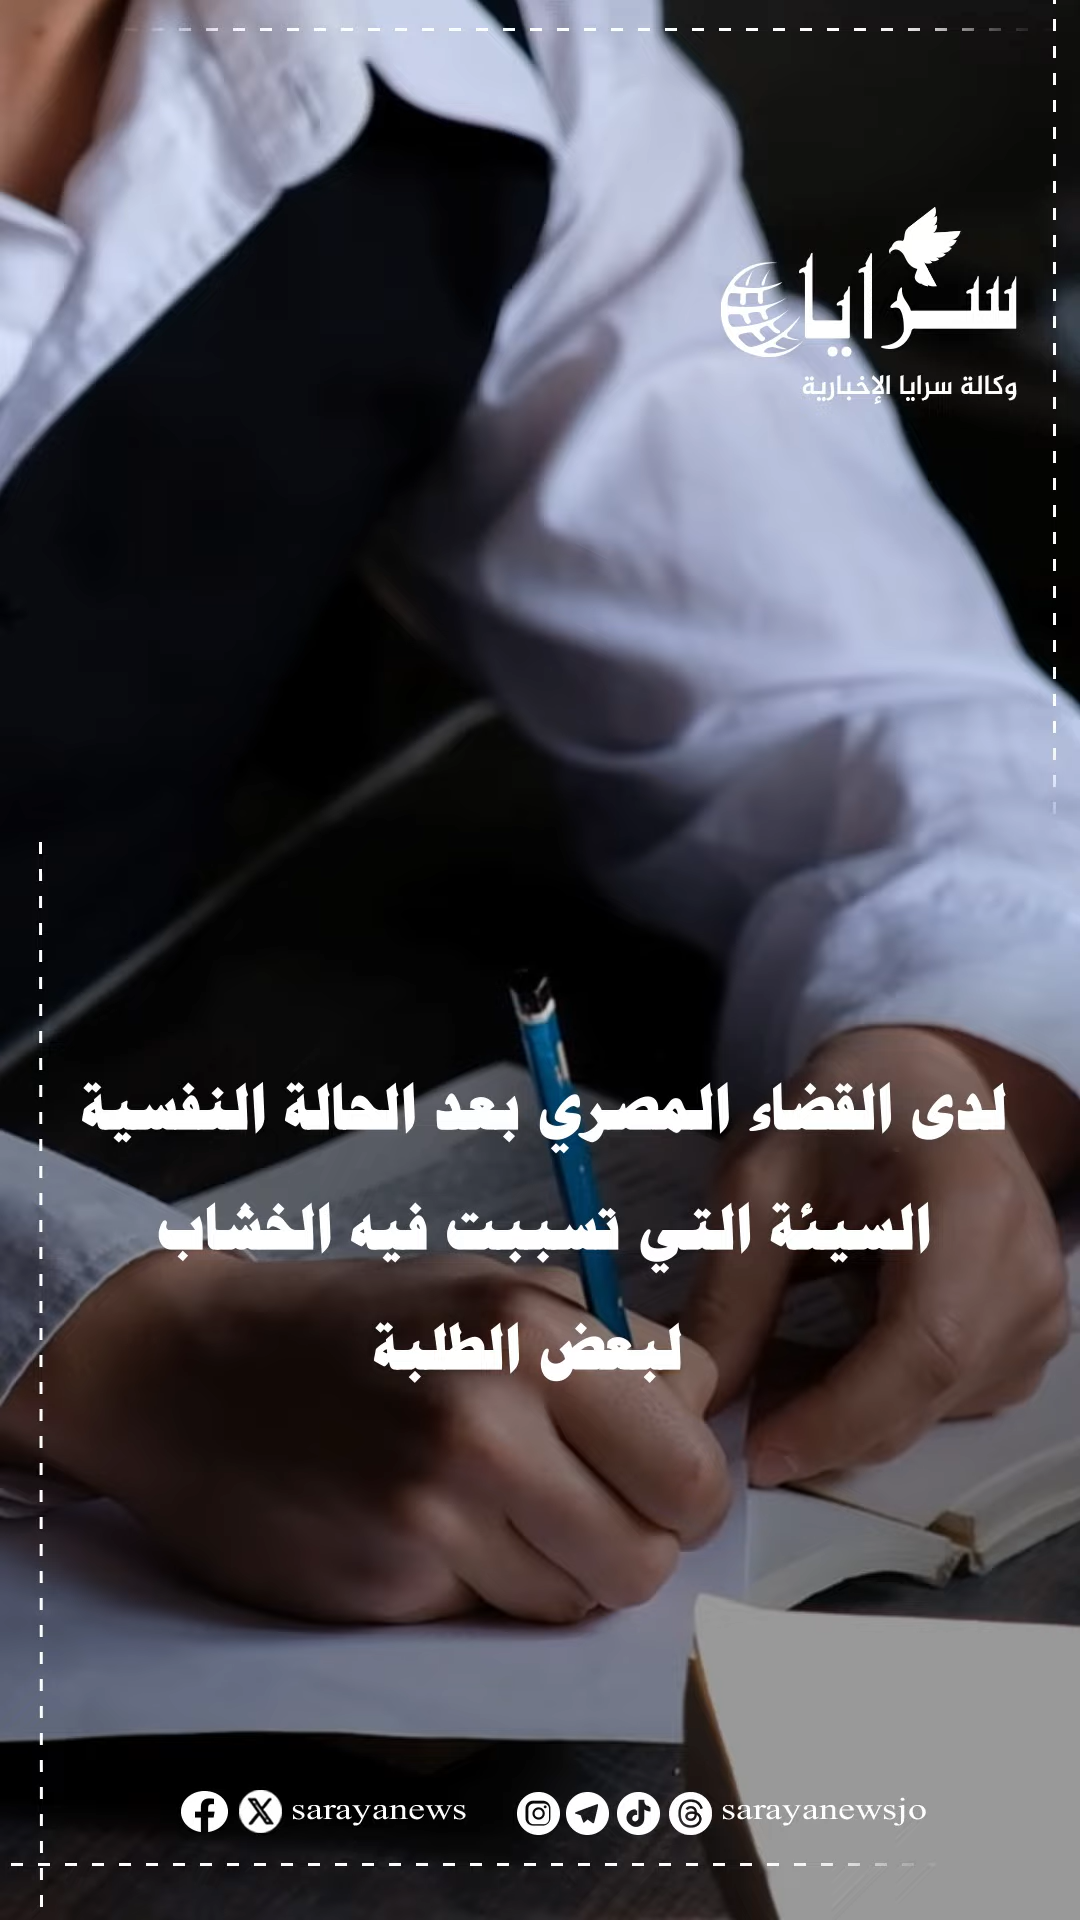 سرايا
وكالة سرايا الإخبارية
لدى القضاء المصري بعد الحالة النفسية
السيئة التي تسببت فيه الخشاب
لبعض الطلبة
sarayanews
sarayanewsjo